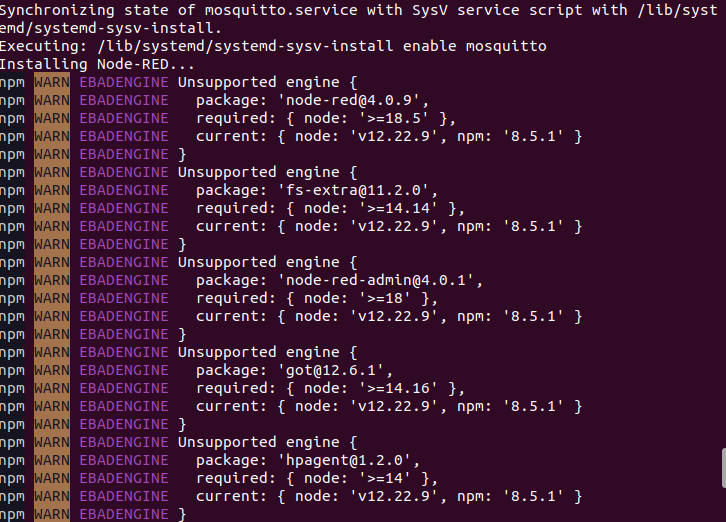 Synchronizing state of mosquitto.service with SysV service script with /lib/syst
emd/systemd-sysv-install.
Executing: /lib/systemd/systemd-sysv-install enable mosquitto
Installing Node-RED...
npm WARN EBADENGINE Unsupported engine {
npm WARN EBADENGINE   package: 'node-red@4.0.9',
npm WARN EBADENGINE   required: { node: '>=18.5' },
npm WARN EBADENGINE   current: { node: 'v12.22.9', npm: '8.5.1' }
npm WARN EBADENGINE }
npm WARN EBADENGINE Unsupported engine {
npm WARN EBADENGINE   package: 'fs-extra@11.2.0',
npm WARN EBADENGINE   required: { node: '>=14.14' },
npm WARN EBADENGINE   current: { node: 'v12.22.9', npm: '8.5.1' }
npm WARN EBADENGINE }
npm WARN EBADENGINE Unsupported engine {
npm WARN EBADENGINE   package: 'node-red-admin@4.0.1',
npm WARN EBADENGINE   required: { node: '>=18' },
npm WARN EBADENGINE   current: { node: 'v12.22.9', npm: '8.5.1' }
npm WARN EBADENGINE }
npm WARN EBADENGINE Unsupported engine {
npm WARN EBADENGINE   package: 'got@12.6.1',
npm WARN EBADENGINE   required: { node: '>=14.16' },
npm WARN EBADENGINE   current: { node: 'v12.22.9', npm: '8.5.1' }
npm WARN EBADENGINE }
npm WARN EBADENGINE Unsupported engine {
npm WARN EBADENGINE   package: 'hpagent@1.2.0',
npm WARN EBADENGINE   required: { node: '>=14' },
npm WARN EBADENGINE   current: { node: 'v12.22.9', npm: '8.5.1' }
npm WARN EBADENGINE }